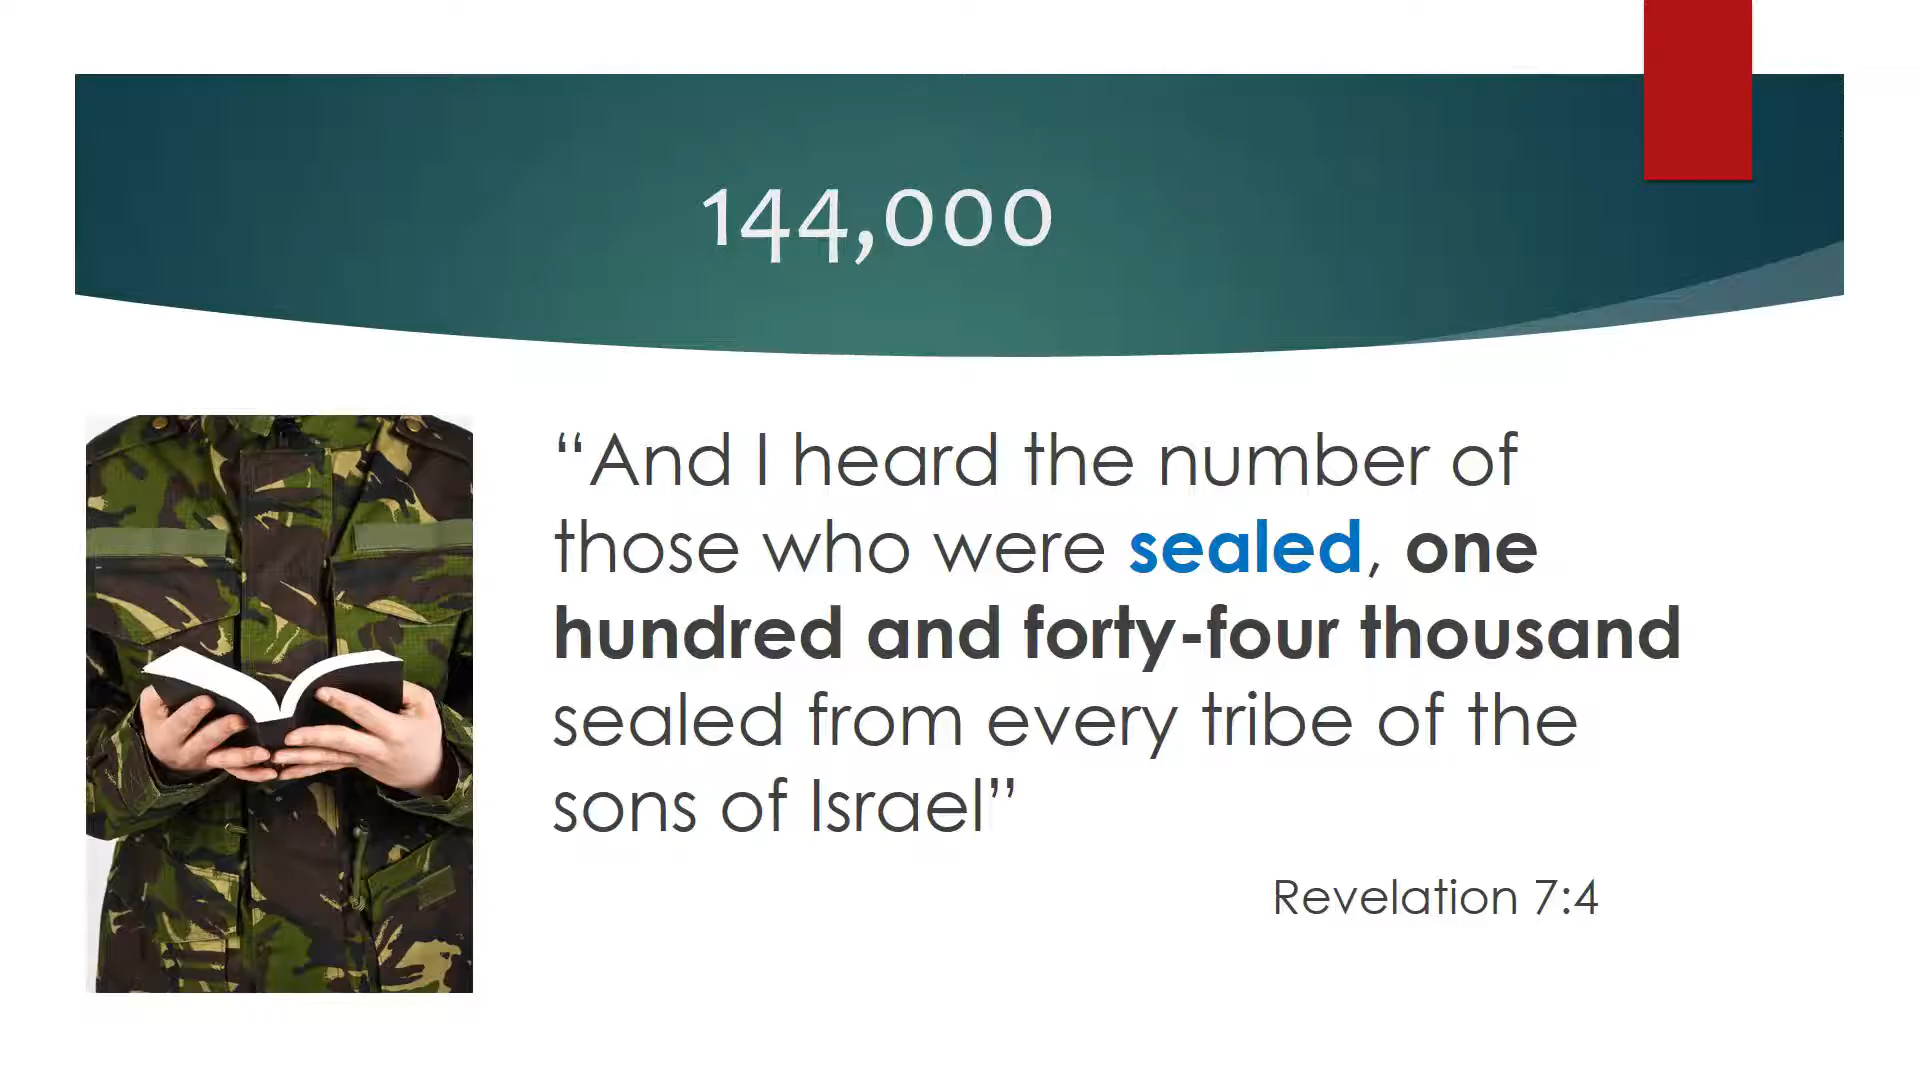 144,000
“And I heard the number of
those who were sealed, one
hundred and forty-four thousand
sealed from every tribe of the
sons of Israel”
Revelation 7:4